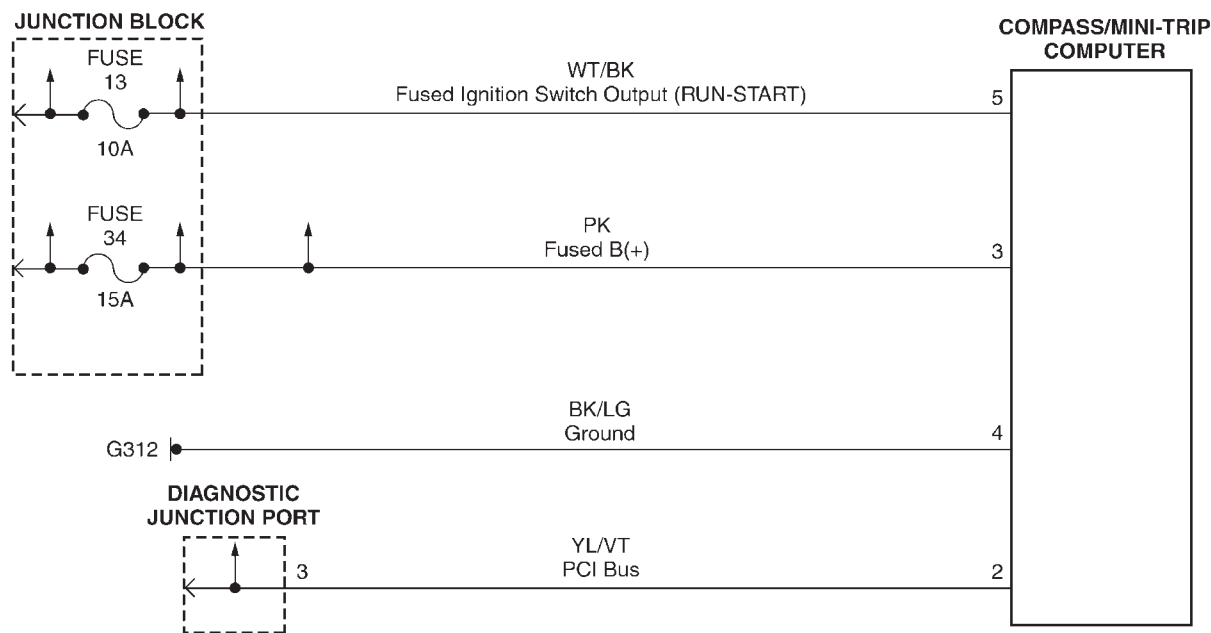 JUNCTION BLOCK
COMPASS/MINI-TRIP
COMPUTER
FUSE
13
10A
WT/BK
Fused Ignition Switch Output (RUN-START)
5
FUSE
34
15A
PK
Fused B(+)
3
G312
BK/LG
Ground
4
DIAGNOSTIC
JUNCTION PORT
3
YL/VT
PCI Bus
2